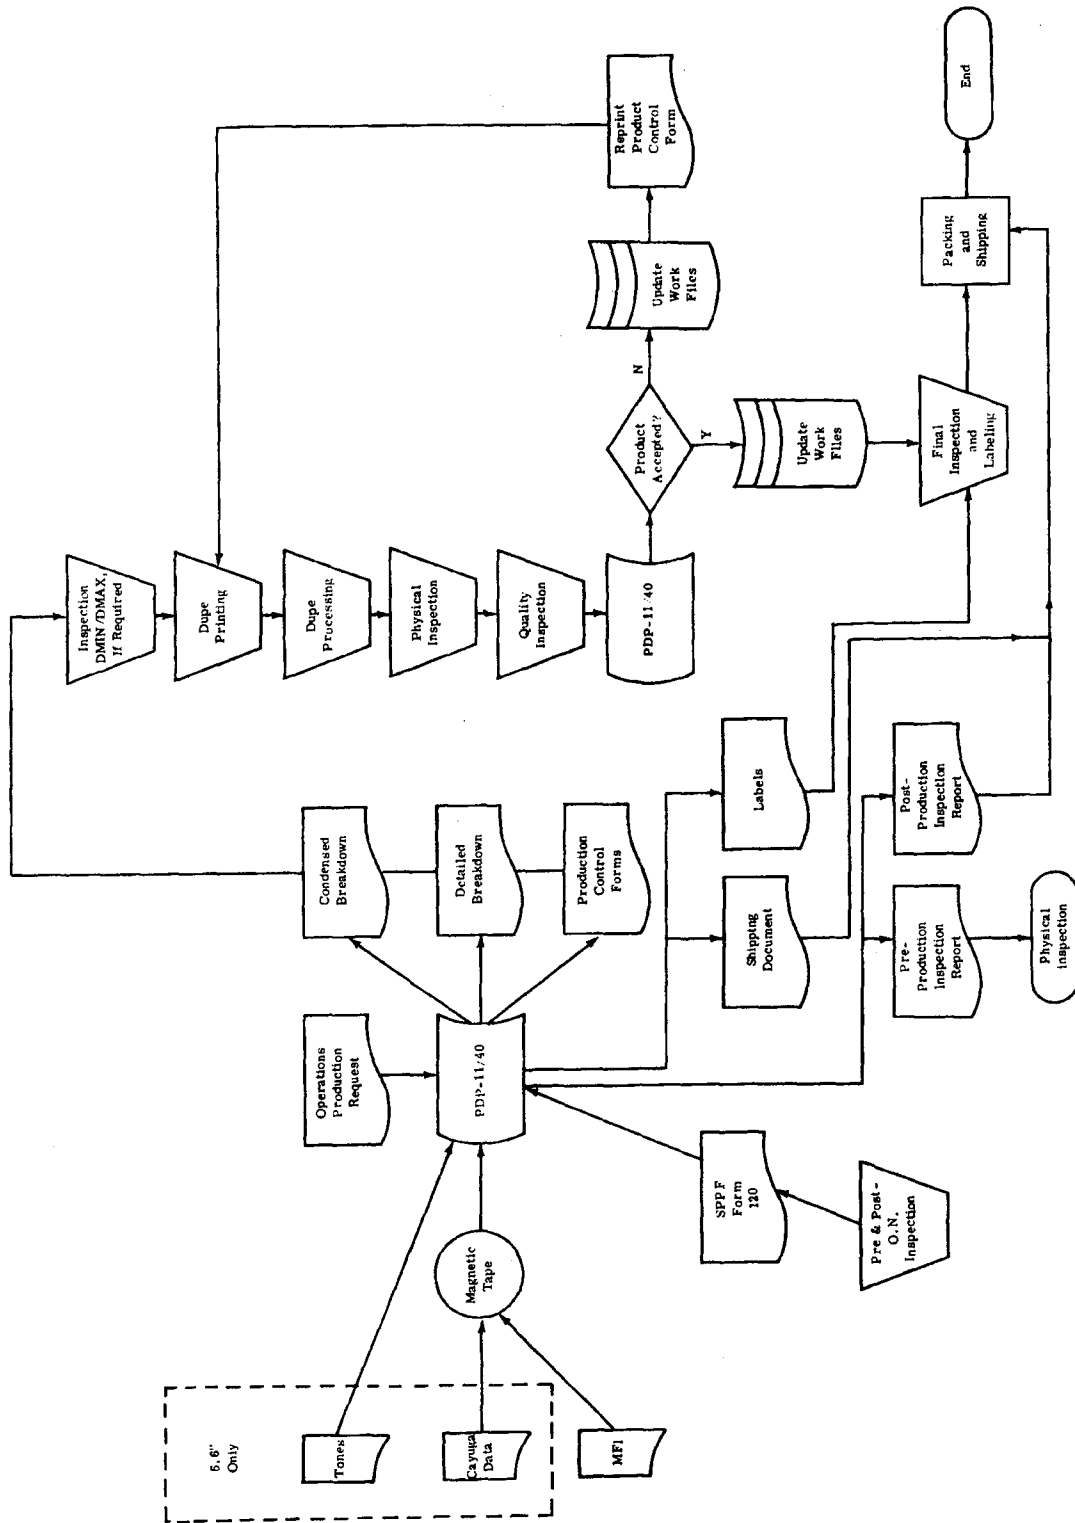 6.6"
Only
Tones
Cayuga
Data
MFI
Magnetic
Tape
Operations
Production
Request
PDP-11/40
SPPF
Form
120
Pre & Post-
O.N.
Inspection
Condensed
Breakdown
Detailed
Breakdown
Production
Control
Forms
Shipping
Document
Labels
Pre-
Production
Inspection
Report
Post-
Production
Inspection
Report
Physical
inspection
Inspection
DMIN/DMAX,
If Required
Dupe
Printing
Dupe
Processing
Physical
Inspection
Quality
Inspection
PDP-11/40
Product
Accepted?
N
Y
Update
Work
Files
Reprint
Product
Control
Form
Update
Work
Files
Final
Inspection
and
Labeling
Packing
and
Shipping
End